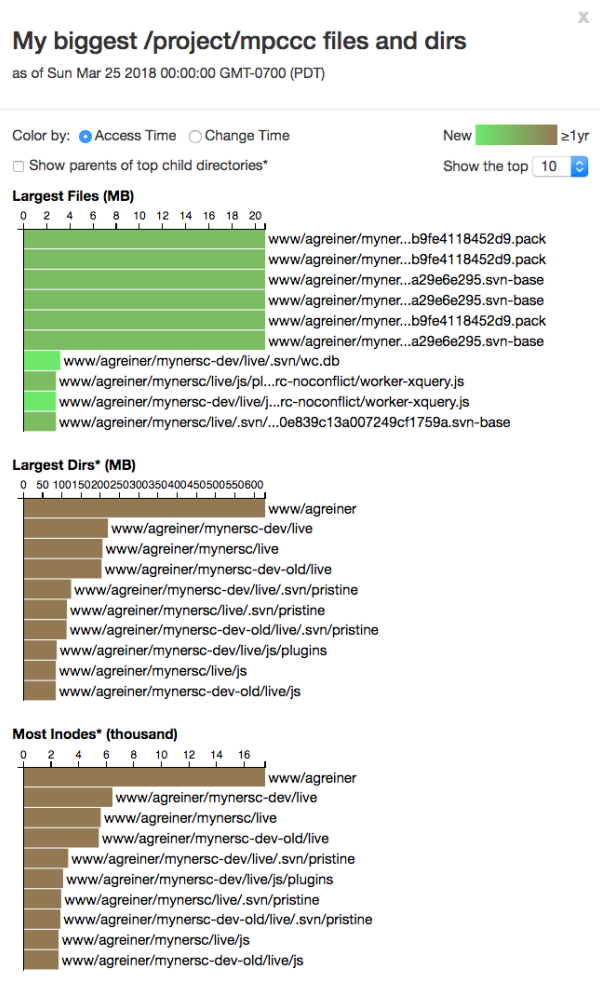 x
My biggest /project/mpccc files and dirs
as of Sun Mar 25 2018 00:00:00 GMT-0700 (PDT)
Color by: Access Time Change Time New ≥1yr
Show parents of top child directories* Show the top 10
Largest Files (MB)
0 2 4 6 8 10 12 14 16 18 20
www/agreiner/myner...b9fe4118452d9.pack
www/agreiner/myner...b9fe4118452d9.pack
www/agreiner/myner...a29e6e295.svn-base
www/agreiner/myner...a29e6e295.svn-base
www/agreiner/myner...b9fe4118452d9.pack
www/agreiner/myner...a29e6e295.svn-base
www/agreiner/mynersc-dev/live/.svn/wc.db
www/agreiner/mynersc/live/js/pl...rc-noconflict/worker-xquery.js
www/agreiner/mynersc-dev/live/j...rc-noconflict/worker-xquery.js
www/agreiner/mynersc/live/.svn/...0e839c13a007249cf1759a.svn-base
Largest Dirs* (MB)
0 50 100 150 200 250 300 350 400 450 500 550 600
www/agreiner
www/agreiner/mynersc-dev/live
www/agreiner/mynersc/live
www/agreiner/mynersc-dev-old/live
www/agreiner/mynersc-dev/live/.svn/pristine
www/agreiner/mynersc/live/.svn/pristine
www/agreiner/mynersc-dev-old/live/.svn/pristine
www/agreiner/mynersc-dev/live/js/plugins
www/agreiner/mynersc/live/js
www/agreiner/mynersc-dev-old/live/js
Most Inodes* (thousand)
0 2 4 6 8 10 12 14 16
www/agreiner
www/agreiner/mynersc-dev/live
www/agreiner/mynersc/live
www/agreiner/mynersc-dev-old/live
www/agreiner/mynersc-dev/live/.svn/pristine
www/agreiner/mynersc-dev/live/js/plugins
www/agreiner/mynersc/live/.svn/pristine
www/agreiner/mynersc-dev-old/live/.svn/pristine
www/agreiner/mynersc/live/js
www/agreiner/mynersc-dev-old/live/js